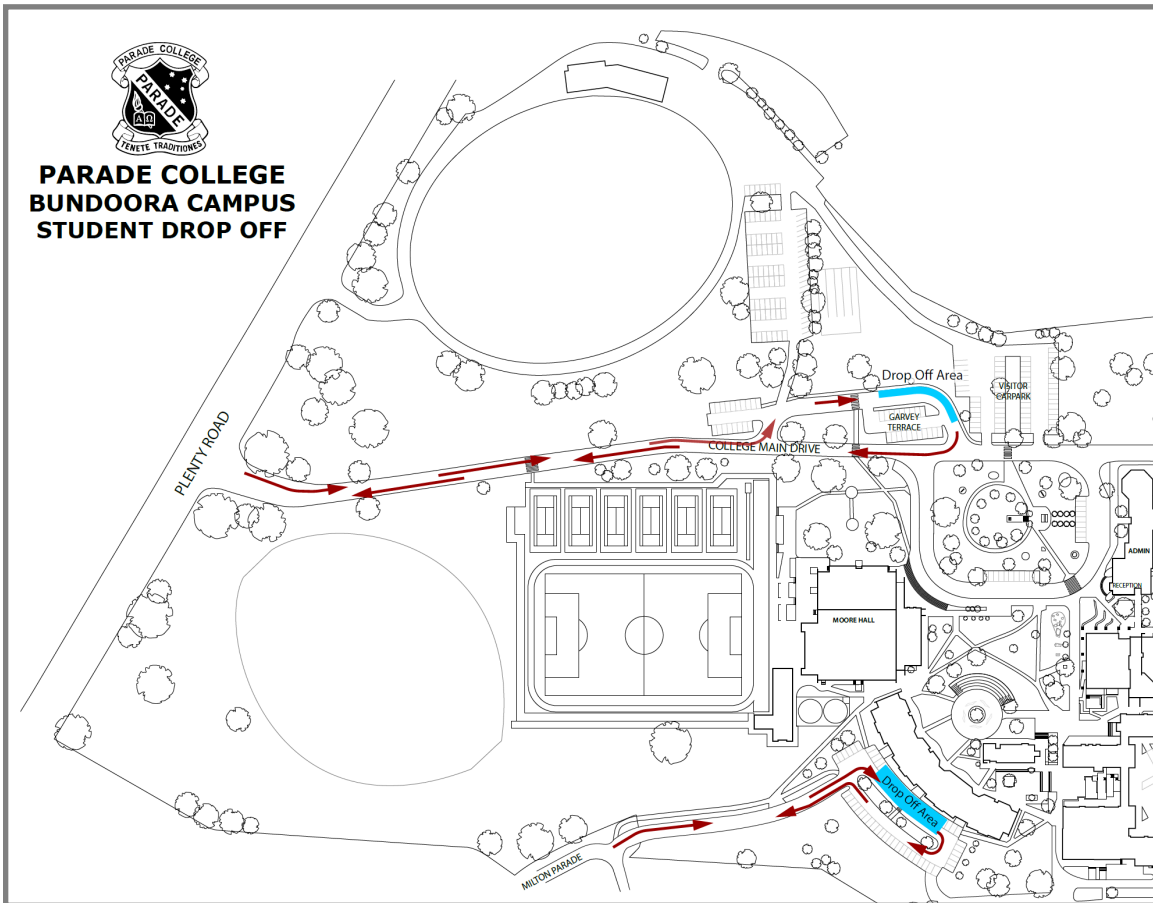 PARADE COLLEGE
PARADE
Α Ω
TENETE TRADITIONES
PARADE COLLEGE
BUNDOORA CAMPUS
STUDENT DROP OFF
PLENTY ROAD
Drop Off Area
VISITOR
CARPARK
GARVEY
TERRACE
COLLEGE MAIN DRIVE
ADMIN
RECEPTION
MOORE HALL
Drop Off Area
MILTON PARADE